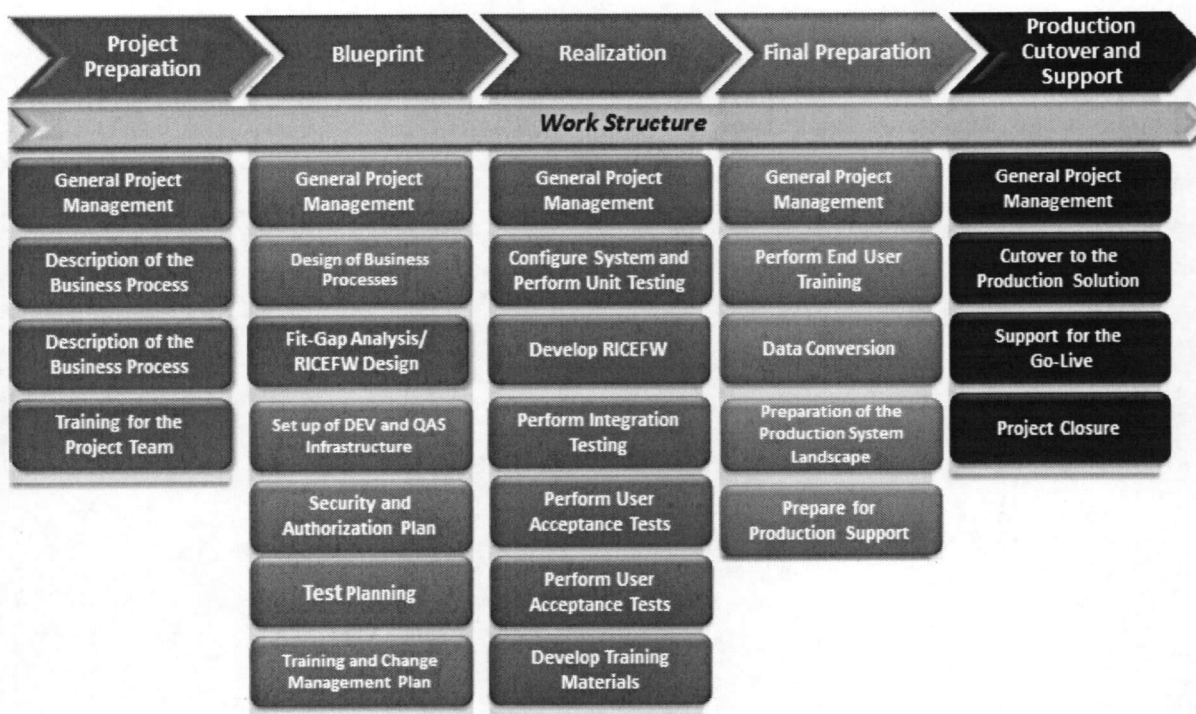 Project
Preparation
Blueprint
Realization
Final Preparation
Production
Cutover and
Support
Work Structure
General Project
Management
Description of the
Business Process
Description of the
Business Process
Training for the
Project Team
General Project
Management
Design of Business
Processes
Fit-Gap Analysis/
RICEFW Design
Set up of DEV and QAS
Infrastructure
Security and
Authorization Plan
Test Planning
Training and Change
Management Plan
General Project
Management
Configure System and
Perform Unit Testing
Develop RICEFW
Perform Integration
Testing
Perform User
Acceptance Tests
Perform User
Acceptance Tests
Develop Training
Materials
General Project
Management
Perform End User
Training
Data Conversion
Preparation of the
Production System
Landscape
Prepare for
Production Support
General Project
Management
Cutover to the
Production Solution
Support for the
Go-Live
Project Closure